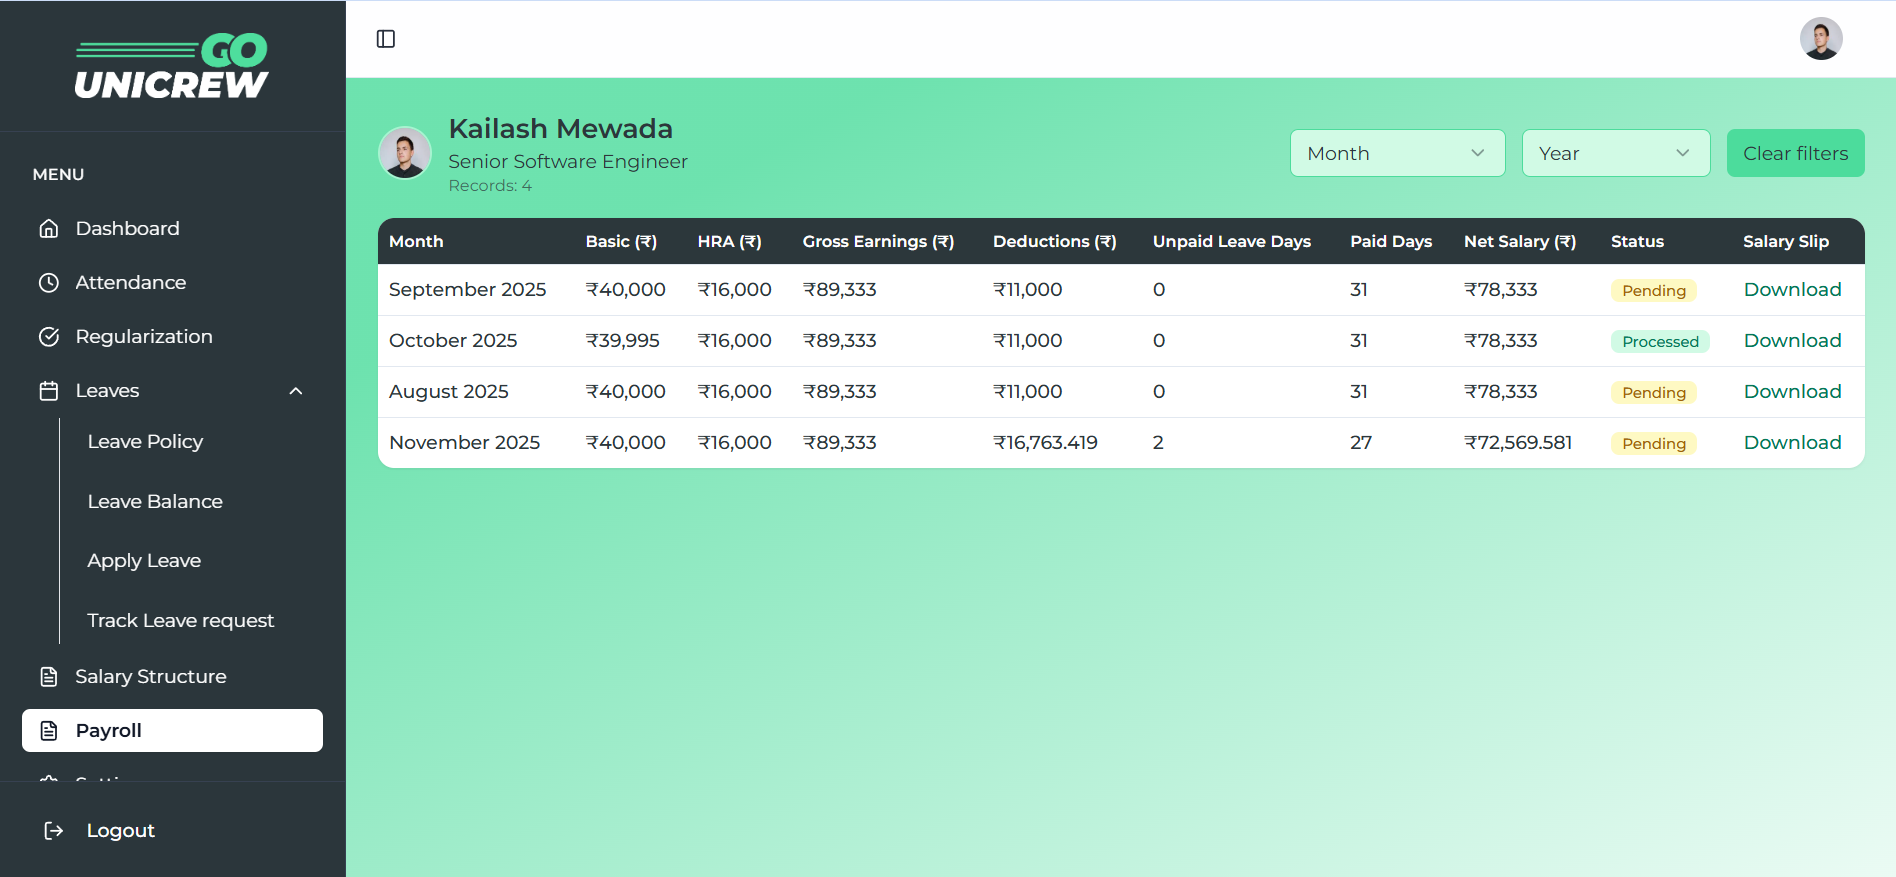 GO
UNICREW
MENU
Dashboard
Attendance
Regularization
Leaves
Leave Policy
Leave Balance
Apply Leave
Track Leave request
Salary Structure
Payroll
Logout
Kailash Mewada
Senior Software Engineer
Records: 4
Month
Year
Clear filters
Month Basic (₹) HRA (₹) Gross Earnings (₹) Deductions (₹) Unpaid Leave Days Paid Days Net Salary (₹) Status Salary Slip
September 2025 ₹40,000 ₹16,000 ₹89,333 ₹11,000 0 31 ₹78,333 Pending Download
October 2025 ₹39,995 ₹16,000 ₹89,333 ₹11,000 0 31 ₹78,333 Processed Download
August 2025 ₹40,000 ₹16,000 ₹89,333 ₹11,000 0 31 ₹78,333 Pending Download
November 2025 ₹40,000 ₹16,000 ₹89,333 ₹16,763.419 2 27 ₹72,569.581 Pending Download